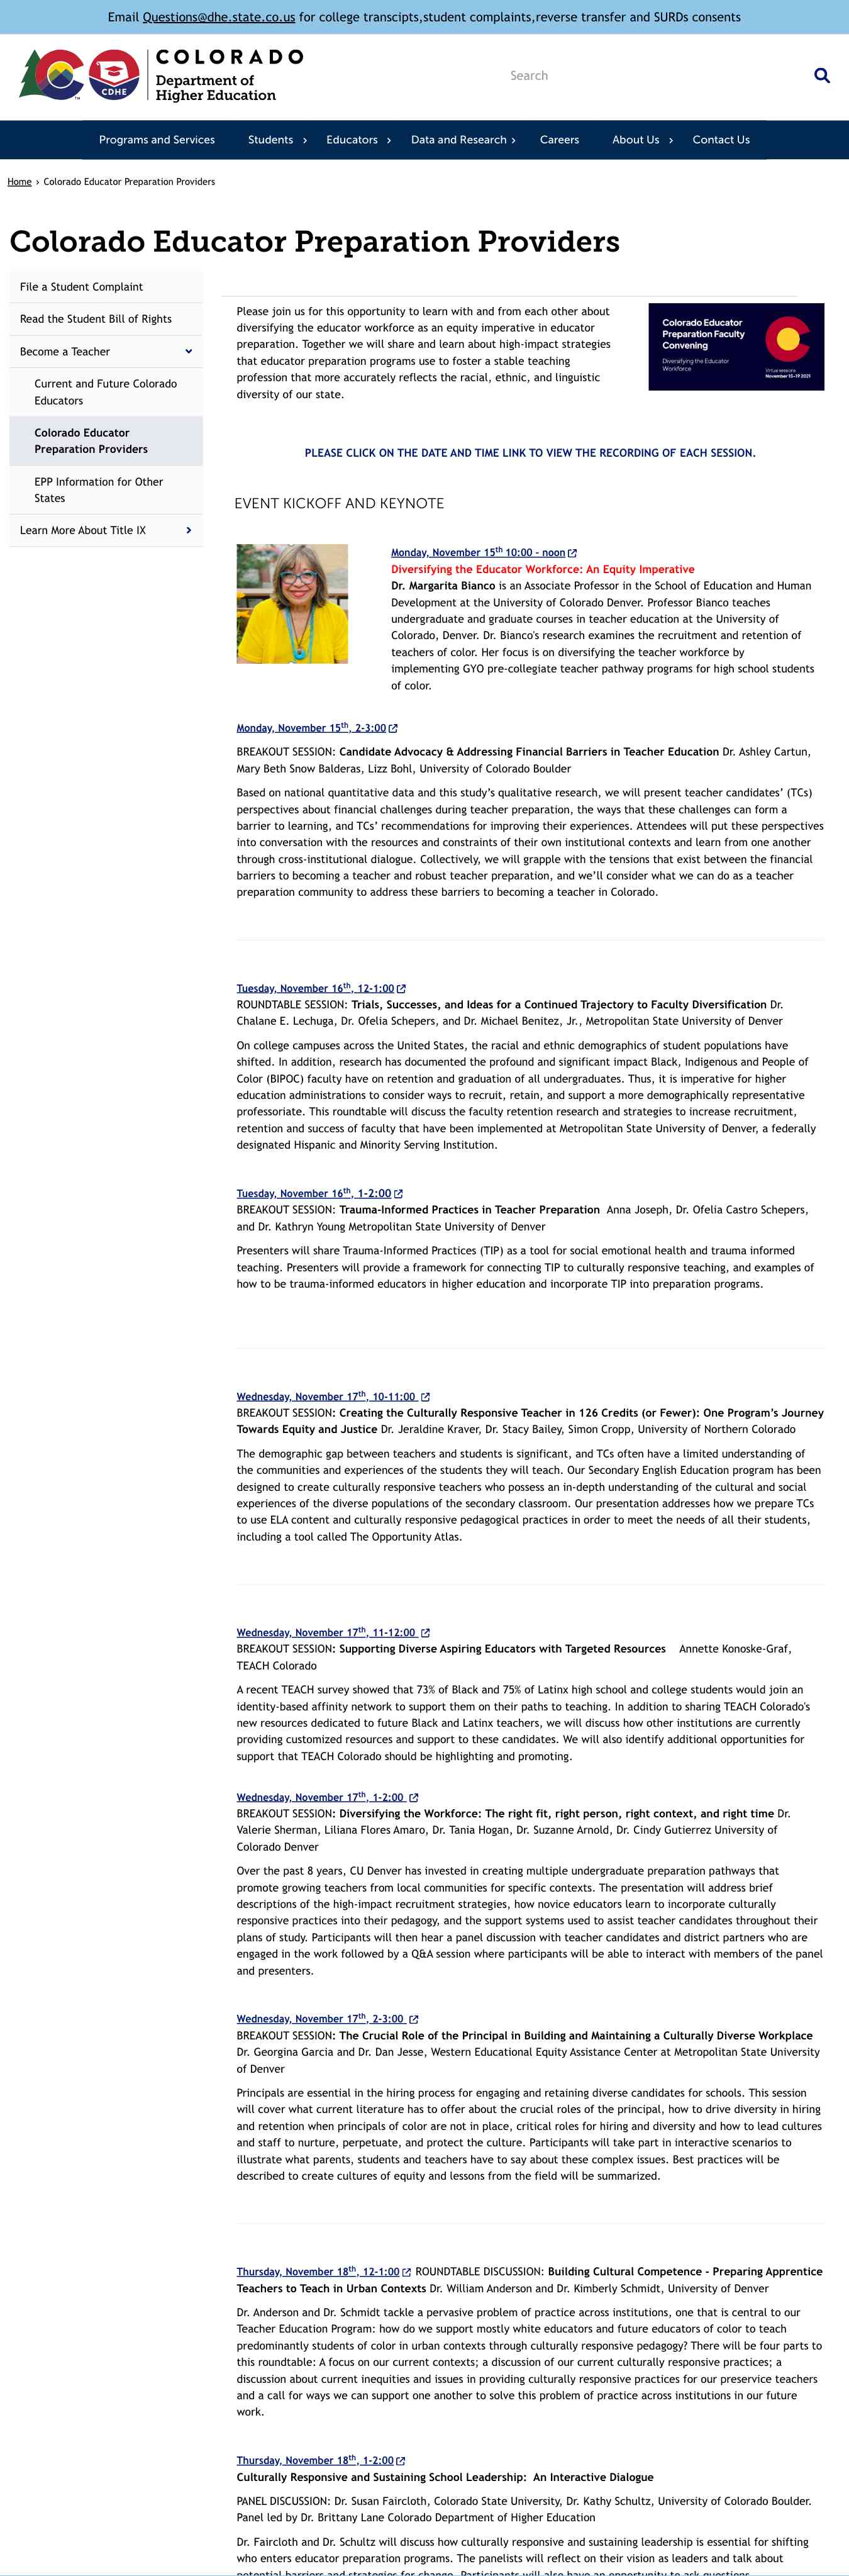 Email Questions@dhe.state.co.us for college transcipts,student complaints,reverse transfer and SURDs consents
COLORADO
Department of
Higher Education
CDHE
Search
Programs and Services Students Educators Data and Research Careers About Us Contact Us
Home › Colorado Educator Preparation Providers
Colorado Educator Preparation Providers
File a Student Complaint
Read the Student Bill of Rights
Become a Teacher
Current and Future Colorado
Educators
Colorado Educator
Preparation Providers
EPP Information for Other
States
Learn More About Title IX
Please join us for this opportunity to learn with and from each other about
diversifying the educator workforce as an equity imperative in educator
preparation. Together we will share and learn about high-impact strategies
that educator preparation programs use to foster a stable teaching
profession that more accurately reflects the racial, ethnic, and linguistic
diversity of our state.
Colorado Educator
Preparation Faculty
Convening
Diversifying the Educator
Workforce
Virtual sessions
November 15-19 2021
PLEASE CLICK ON THE DATE AND TIME LINK TO VIEW THE RECORDING OF EACH SESSION.
EVENT KICKOFF AND KEYNOTE
Monday, November 15th 10:00 - noon
Diversifying the Educator Workforce: An Equity Imperative
Dr. Margarita Bianco is an Associate Professor in the School of Education and Human
Development at the University of Colorado Denver. Professor Bianco teaches
undergraduate and graduate courses in teacher education at the University of
Colorado, Denver. Dr. Bianco's research examines the recruitment and retention of
teachers of color. Her focus is on diversifying the teacher workforce by
implementing GYO pre-collegiate teacher pathway programs for high school students
of color.
Monday, November 15th, 2-3:00
BREAKOUT SESSION: Candidate Advocacy & Addressing Financial Barriers in Teacher Education Dr. Ashley Cartun,
Mary Beth Snow Balderas, Lizz Bohl, University of Colorado Boulder
Based on national quantitative data and this study’s qualitative research, we will present teacher candidates’ (TCs)
perspectives about financial challenges during teacher preparation, the ways that these challenges can form a
barrier to learning, and TCs’ recommendations for improving their experiences. Attendees will put these perspectives
into conversation with the resources and constraints of their own institutional contexts and learn from one another
through cross-institutional dialogue. Collectively, we will grapple with the tensions that exist between the financial
barriers to becoming a teacher and robust teacher preparation, and we’ll consider what we can do as a teacher
preparation community to address these barriers to becoming a teacher in Colorado.
Tuesday, November 16th, 12-1:00
ROUNDTABLE SESSION: Trials, Successes, and Ideas for a Continued Trajectory to Faculty Diversification Dr.
Chalane E. Lechuga, Dr. Ofelia Schepers, and Dr. Michael Benitez, Jr., Metropolitan State University of Denver
On college campuses across the United States, the racial and ethnic demographics of student populations have
shifted. In addition, research has documented the profound and significant impact Black, Indigenous and People of
Color (BIPOC) faculty have on retention and graduation of all undergraduates. Thus, it is imperative for higher
education administrations to consider ways to recruit, retain, and support a more demographically representative
professoriate. This roundtable will discuss the faculty retention research and strategies to increase recruitment,
retention and success of faculty that have been implemented at Metropolitan State University of Denver, a federally
designated Hispanic and Minority Serving Institution.
Tuesday, November 16th, 1-2:00
BREAKOUT SESSION: Trauma-Informed Practices in Teacher Preparation Anna Joseph, Dr. Ofelia Castro Schepers,
and Dr. Kathryn Young Metropolitan State University of Denver
Presenters will share Trauma-Informed Practices (TIP) as a tool for social emotional health and trauma informed
teaching. Presenters will provide a framework for connecting TIP to culturally responsive teaching, and examples of
how to be trauma-informed educators in higher education and incorporate TIP into preparation programs.
Wednesday, November 17th, 10-11:00
BREAKOUT SESSION: Creating the Culturally Responsive Teacher in 126 Credits (or Fewer): One Program’s Journey
Towards Equity and Justice Dr. Jeraldine Kraver, Dr. Stacy Bailey, Simon Cropp, University of Northern Colorado
The demographic gap between teachers and students is significant, and TCs often have a limited understanding of
the communities and experiences of the students they will teach. Our Secondary English Education program has been
designed to create culturally responsive teachers who possess an in-depth understanding of the cultural and social
experiences of the diverse populations of the secondary classroom. Our presentation addresses how we prepare TCs
to use ELA content and culturally responsive pedagogical practices in order to meet the needs of all their students,
including a tool called The Opportunity Atlas.
Wednesday, November 17th, 11-12:00
BREAKOUT SESSION: Supporting Diverse Aspiring Educators with Targeted Resources Annette Konoske-Graf,
TEACH Colorado
A recent TEACH survey showed that 73% of Black and 75% of Latinx high school and college students would join an
identity-based affinity network to support them on their paths to teaching. In addition to sharing TEACH Colorado's
new resources dedicated to future Black and Latinx teachers, we will discuss how other institutions are currently
providing customized resources and support to these candidates. We will also identify additional opportunities for
support that TEACH Colorado should be highlighting and promoting.
Wednesday, November 17th, 1-2:00
BREAKOUT SESSION: Diversifying the Workforce: The right fit, right person, right context, and right time Dr.
Valerie Sherman, Liliana Flores Amaro, Dr. Tania Hogan, Dr. Suzanne Arnold, Dr. Cindy Gutierrez University of
Colorado Denver
Over the past 8 years, CU Denver has invested in creating multiple undergraduate preparation pathways that
promote growing teachers from local communities for specific contexts. The presentation will address brief
descriptions of the high-impact recruitment strategies, how novice educators learn to incorporate culturally
responsive practices into their pedagogy, and the support systems used to assist teacher candidates throughout their
plans of study. Participants will then hear a panel discussion with teacher candidates and district partners who are
engaged in the work followed by a Q&A session where participants will be able to interact with members of the panel
and presenters.
Wednesday, November 17th, 2-3:00
BREAKOUT SESSION: The Crucial Role of the Principal in Building and Maintaining a Culturally Diverse Workplace
Dr. Georgina Garcia and Dr. Dan Jesse, Western Educational Equity Assistance Center at Metropolitan State University
of Denver
Principals are essential in the hiring process for engaging and retaining diverse candidates for schools. This session
will cover what current literature has to offer about the crucial roles of the principal, how to drive diversity in hiring
and retention when principals of color are not in place, critical roles for hiring and diversity and how to lead cultures
and staff to nurture, perpetuate, and protect the culture. Participants will take part in interactive scenarios to
illustrate what parents, students and teachers have to say about these complex issues. Best practices will be
described to create cultures of equity and lessons from the field will be summarized.
Thursday, November 18th, 12-1:00 ROUNDTABLE DISCUSSION: Building Cultural Competence - Preparing Apprentice
Teachers to Teach in Urban Contexts Dr. William Anderson and Dr. Kimberly Schmidt, University of Denver
Dr. Anderson and Dr. Schmidt tackle a pervasive problem of practice across institutions, one that is central to our
Teacher Education Program: how do we support mostly white educators and future educators of color to teach
predominantly students of color in urban contexts through culturally responsive pedagogy? There will be four parts to
this roundtable: A focus on our current contexts; a discussion of our current culturally responsive practices; a
discussion about current inequities and issues in providing culturally responsive practices for our preservice teachers
and a call for ways we can support one another to solve this problem of practice across institutions in our future
work.
Thursday, November 18th, 1-2:00
Culturally Responsive and Sustaining School Leadership: An Interactive Dialogue
PANEL DISCUSSION: Dr. Susan Faircloth, Colorado State University, Dr. Kathy Schultz, University of Colorado Boulder.
Panel led by Dr. Brittany Lane Colorado Department of Higher Education
Dr. Faircloth and Dr. Schultz will discuss how culturally responsive and sustaining leadership is essential for shifting
who enters educator preparation programs. The panelists will reflect on their vision as leaders and talk about
potential barriers and strategies for change. Participants will also have an opportunity to ask questions.